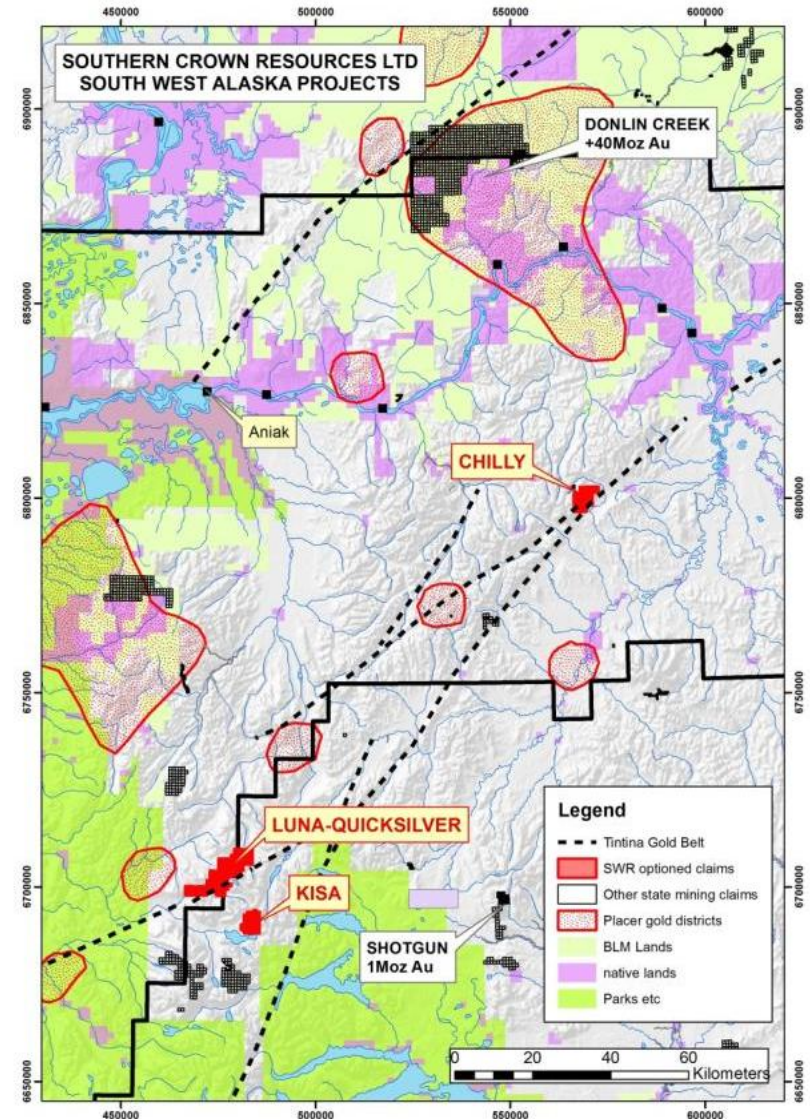 450000 500000 550000 600000
SOUTHERN CROWN RESOURCES LTD
SOUTH WEST ALASKA PROJECTS
6900000
6900000
DONLIN CREEK
+40Moz Au
6850000
6850000
Aniak
CHILLY
6800000
6800000
6750000
6750000
LUNA-QUICKSILVER
KISA
6700000
6700000
SHOTGUN
1Moz Au
Legend
Tintina Gold Belt
SWR optioned claims
Other state mining claims
Placer gold districts
BLM Lands
native lands
Parks etc
0 10 20 40 60
Kilometers
6650000
6650000
450000 500000 550000 600000